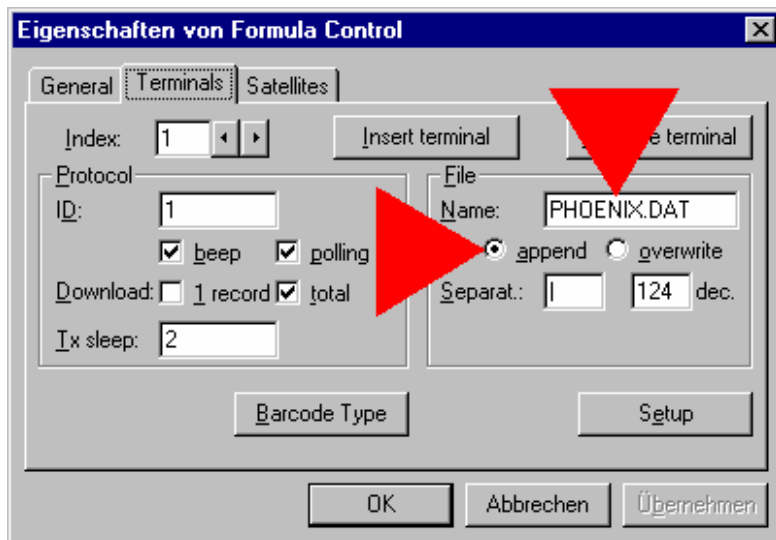 Eigenschaften von Formula Control
General Terminals Satellites
Index: 1 Insert terminal terminal
Protocol File
ID: 1 Name: PHOENIX.DAT
beep polling append overwrite
Download: 1 record total Separat.: | 124 dec.
Tx sleep: 2
Barcode Type Setup
OK Abbrechen Übernehmen